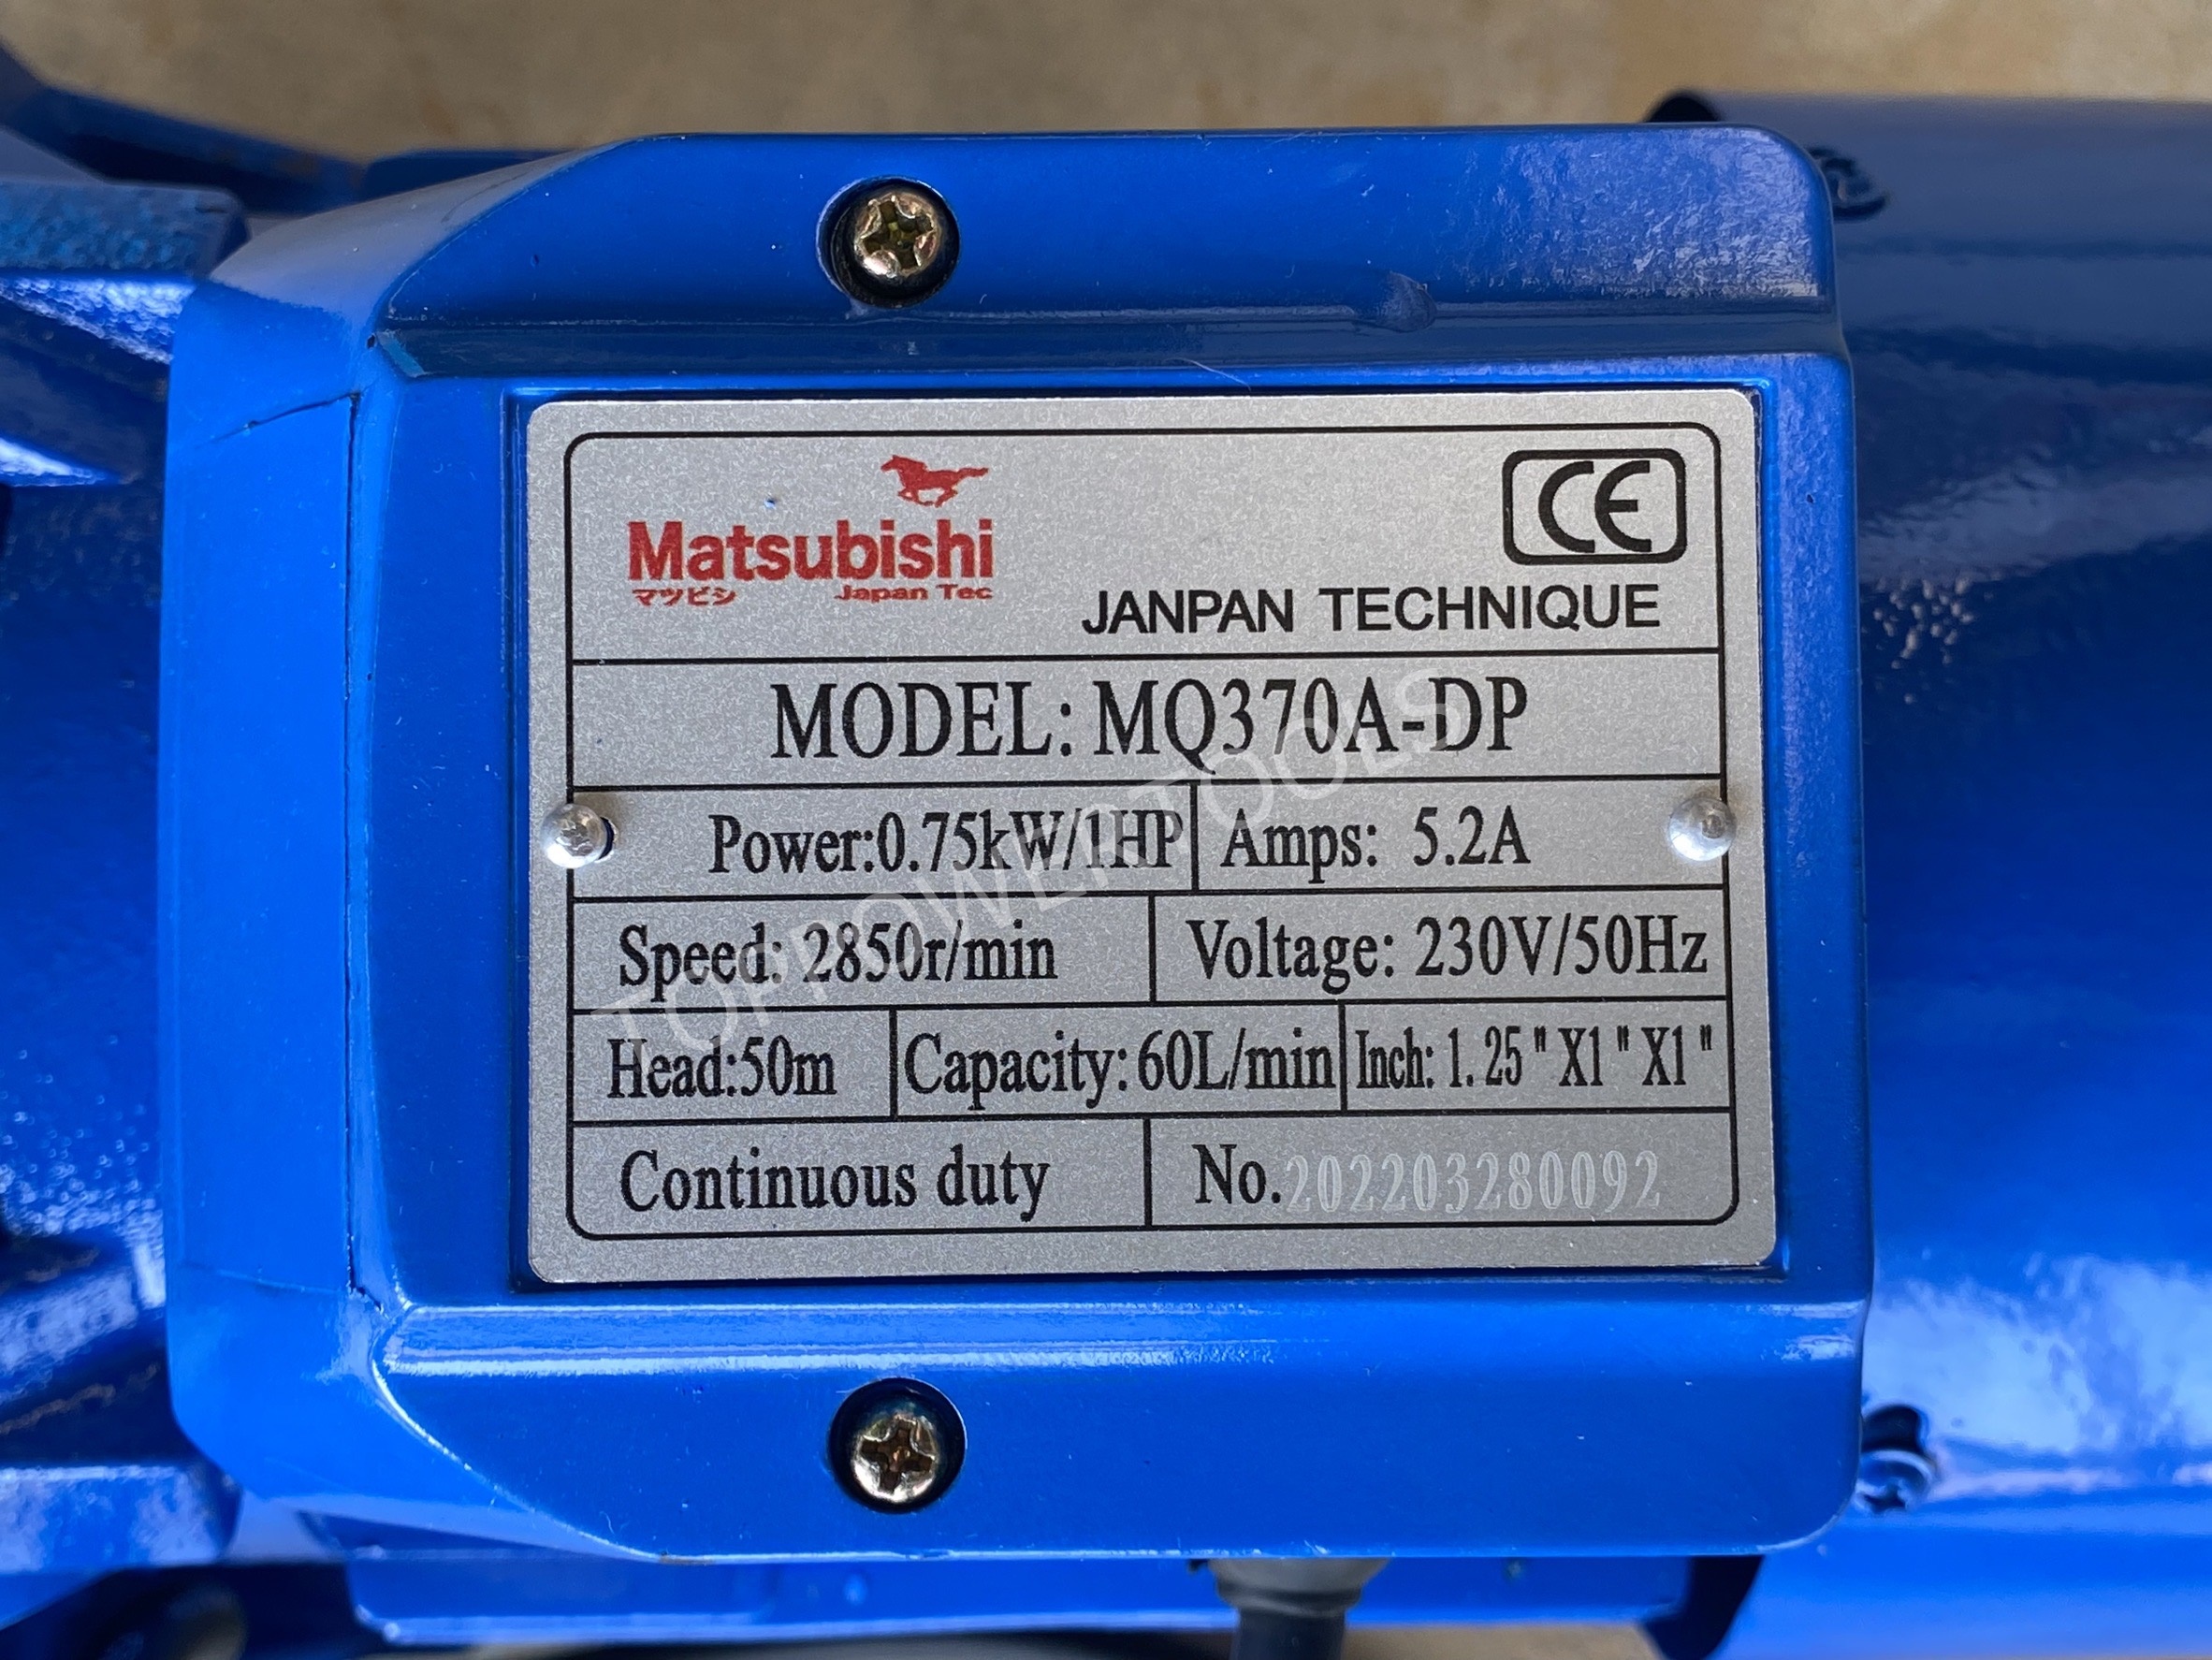 Matsubishi
マツビシ Japan Tec
CE
JANPAN TECHNIQUE
MODEL: MQ370A-DP
Power:0.75kW/1HP Amps: 5.2A
Speed: 2850r/min Voltage: 230V/50Hz
Head:50m Capacity:60L/min Inch: 1.25"X1"X1"
Continuous duty No.202203280092
TOPPOWERTOOLS